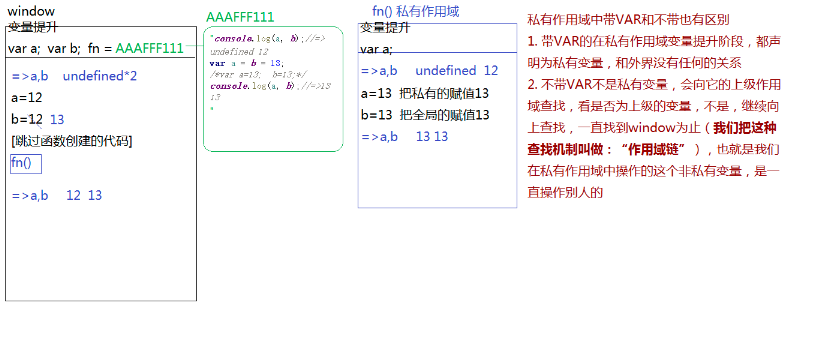 window
变量提升
var a;  var b;  fn = AAAFFF111
=>a,b    undefined*2
a=12
b=12  13
[跳过函数创建的代码]
fn()
=>a,b    12  13
AAAFFF111
"console.log(a, b);//=>
undefined 12
var a = b = 13;
/*var a=13;  b=13;*/
console.log(a, b);//=>13
13
"
fn() 私有作用域
变量提升
var a;
=>a,b    undefined  12
a=13  把私有的赋值13
b=13  把全局的赋值13
=>a,b    13 13
私有作用域中带VAR和不带也有区别
1. 带VAR的在私有作用域变量提升阶段，都声
明为私有变量，和外界没有任何的关系
2. 不带VAR不是私有变量，会向它的上级作用
域查找，看是否为上级的变量，不是，继续向
上查找，一直找到window为止（我们把这种
查找机制叫做：“作用域链”），也就是我们
在私有作用域中操作的这个非私有变量，是一
直操作别人的